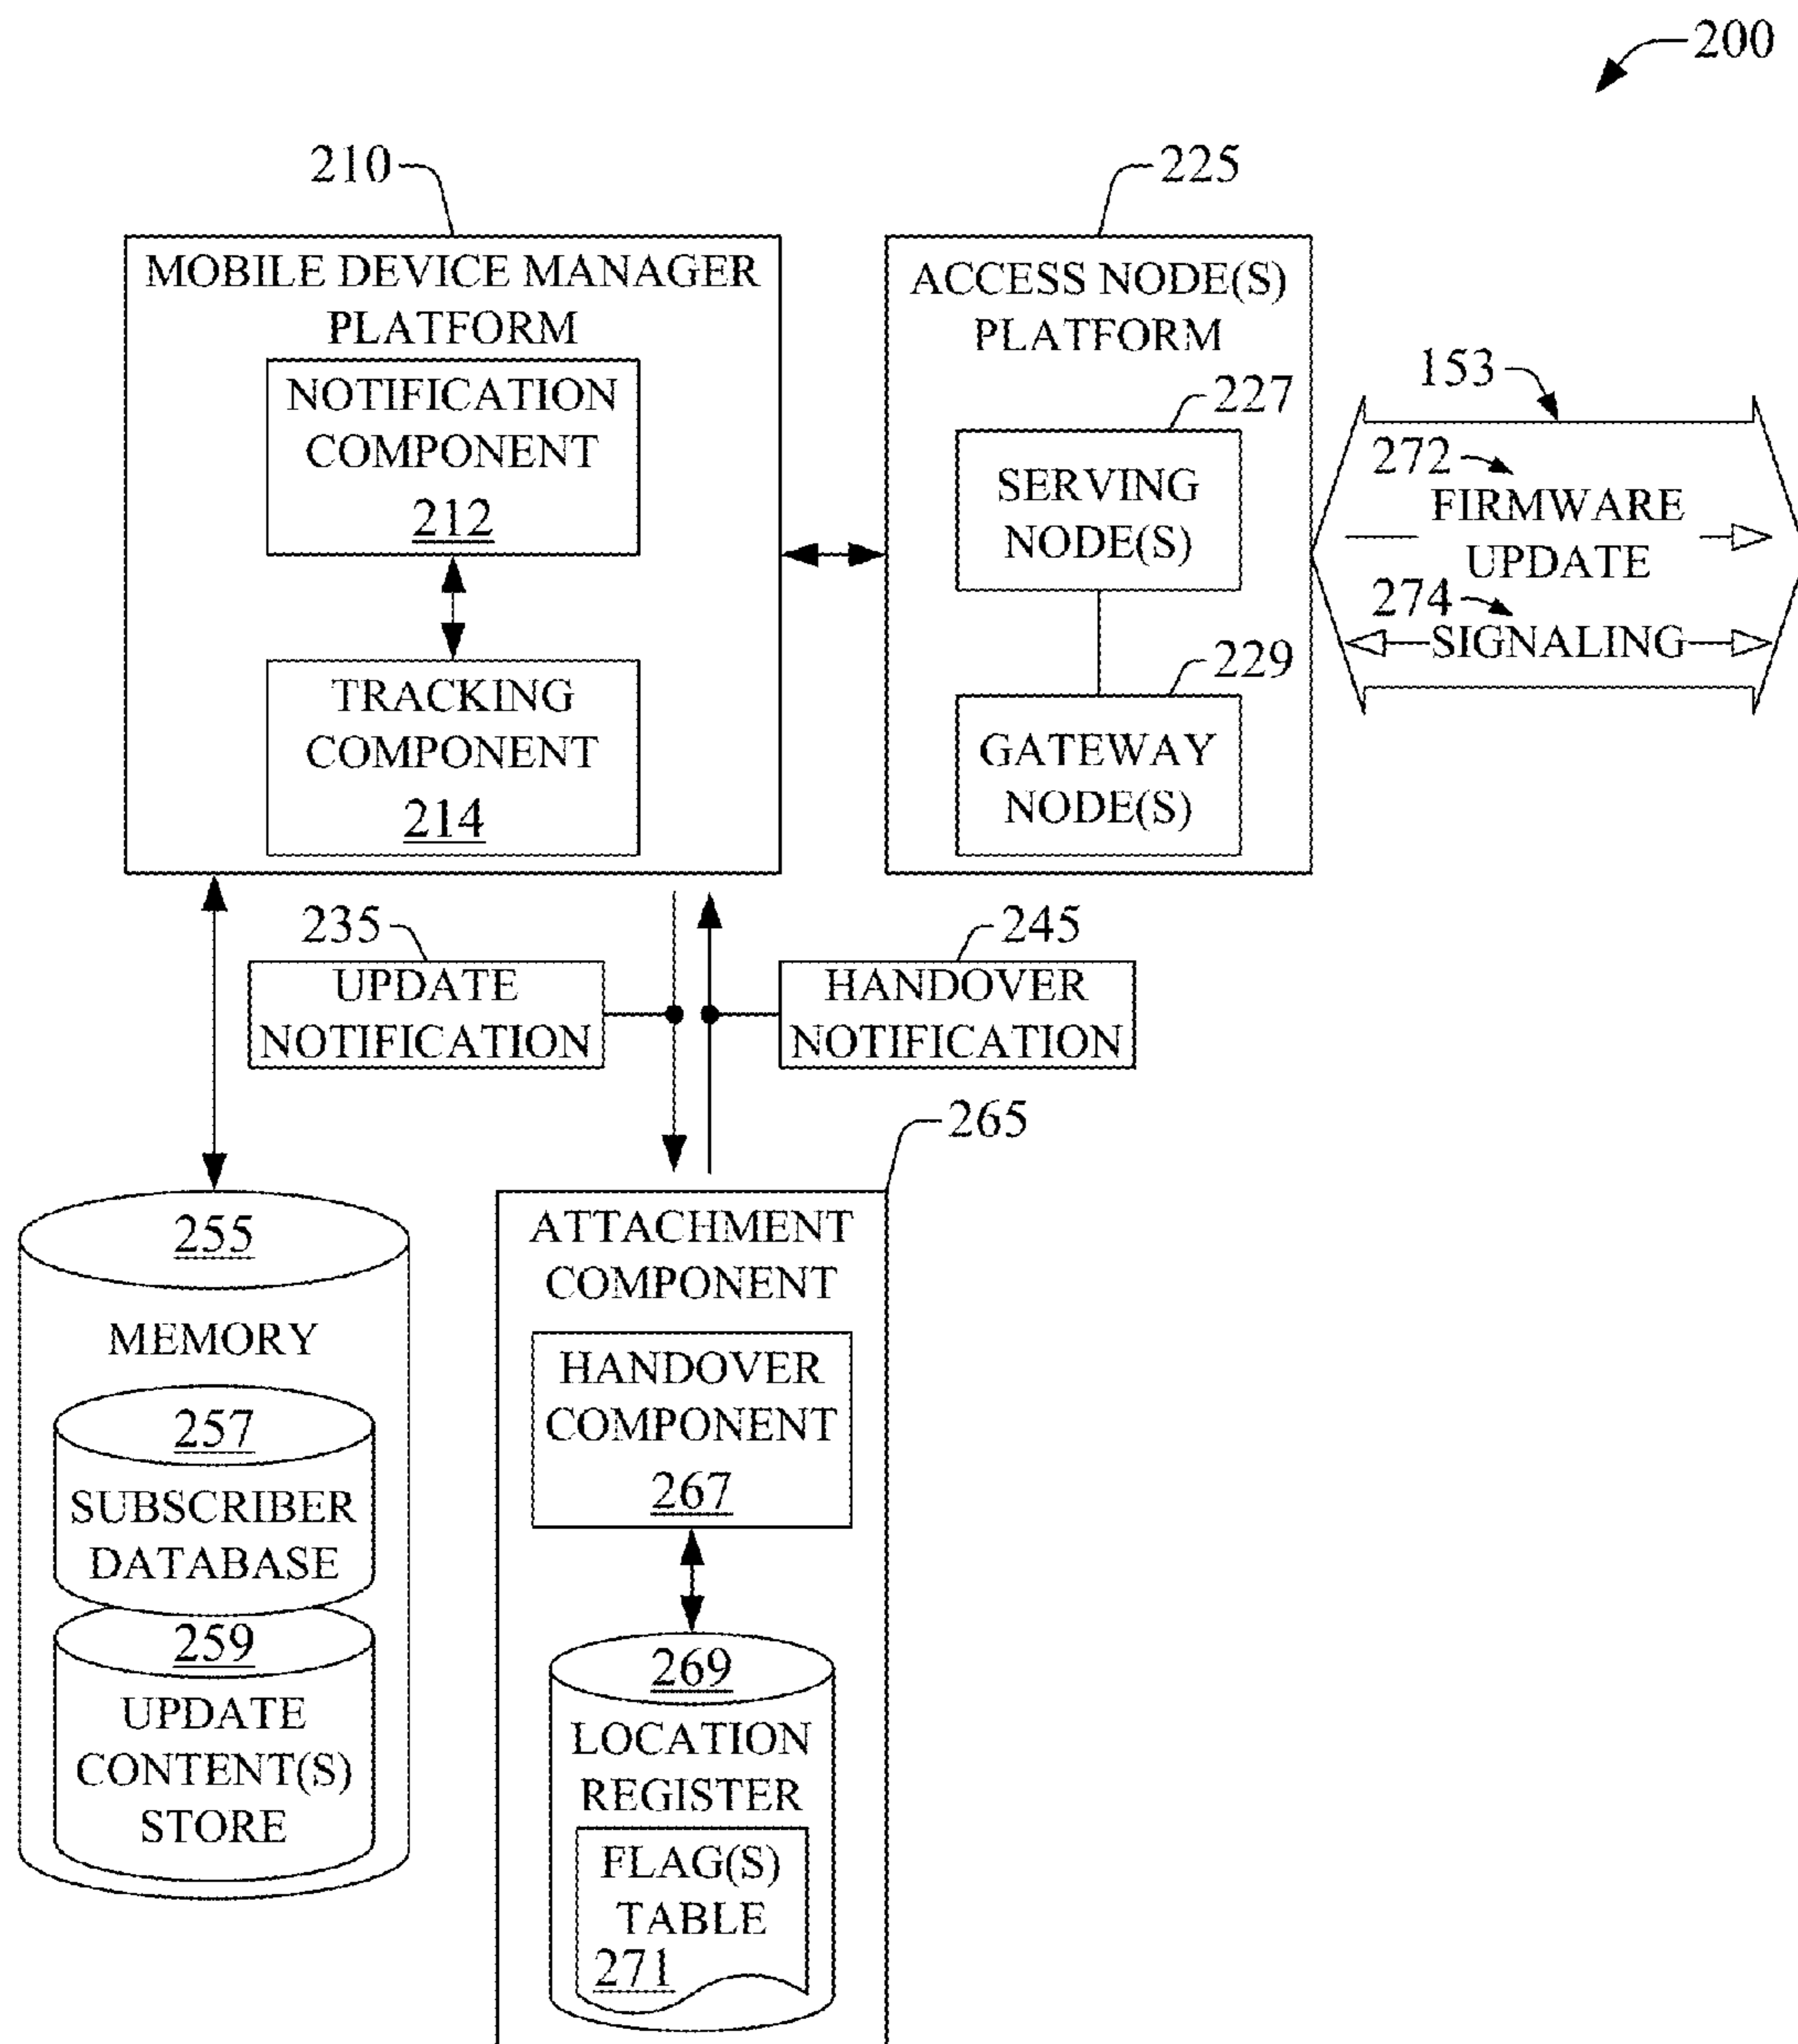 200
210
225
MOBILE DEVICE MANAGER
PLATFORM
NOTIFICATION
COMPONENT
212
TRACKING
COMPONENT
214
ACCESS NODE(S)
PLATFORM
227
SERVING
NODE(S)
229
GATEWAY
NODE(S)
153
272
FIRMWARE
UPDATE
274
SIGNALING
235
UPDATE
NOTIFICATION
245
HANDOVER
NOTIFICATION
265
255
MEMORY
257
SUBSCRIBER
DATABASE
259
UPDATE
CONTENT(S)
STORE
ATTACHMENT
COMPONENT
HANDOVER
COMPONENT
267
269
LOCATION
REGISTER
FLAG(S)
TABLE
271